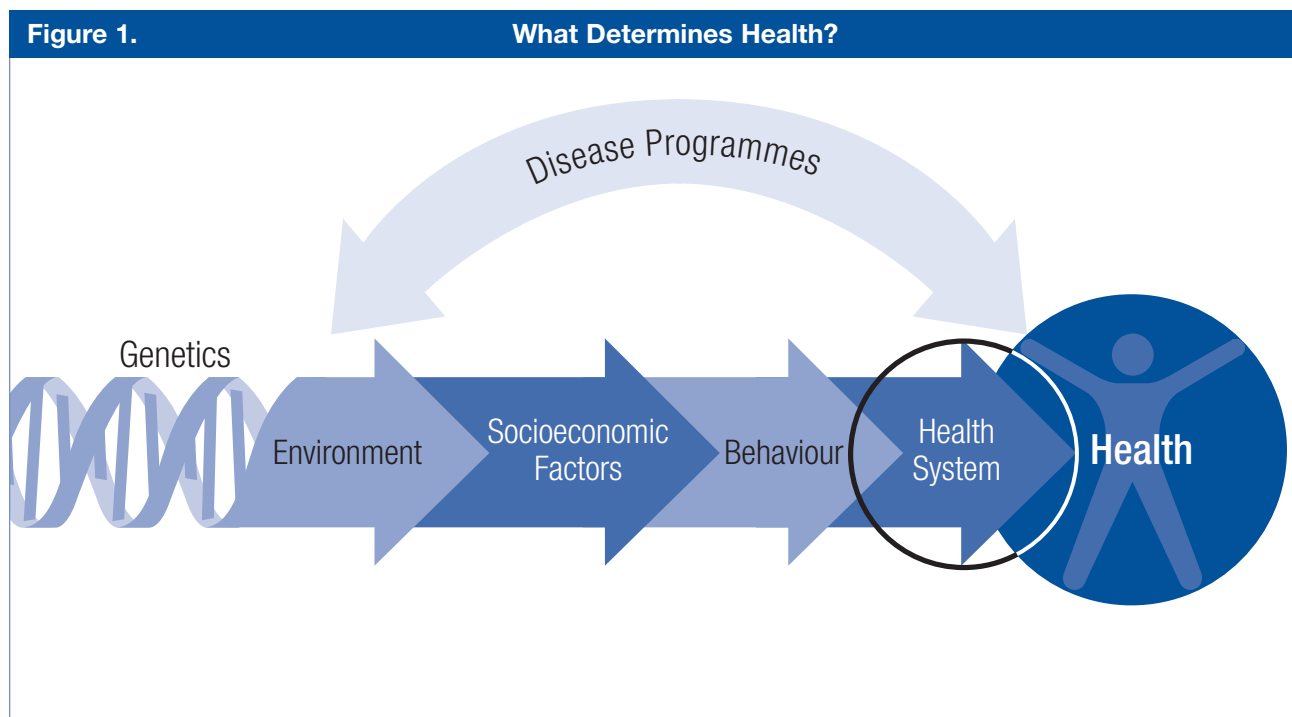 Figure 1.
What Determines Health?
Disease Programmes
Genetics
Environment
Socioeconomic
Factors
Behaviour
Health
System
Health